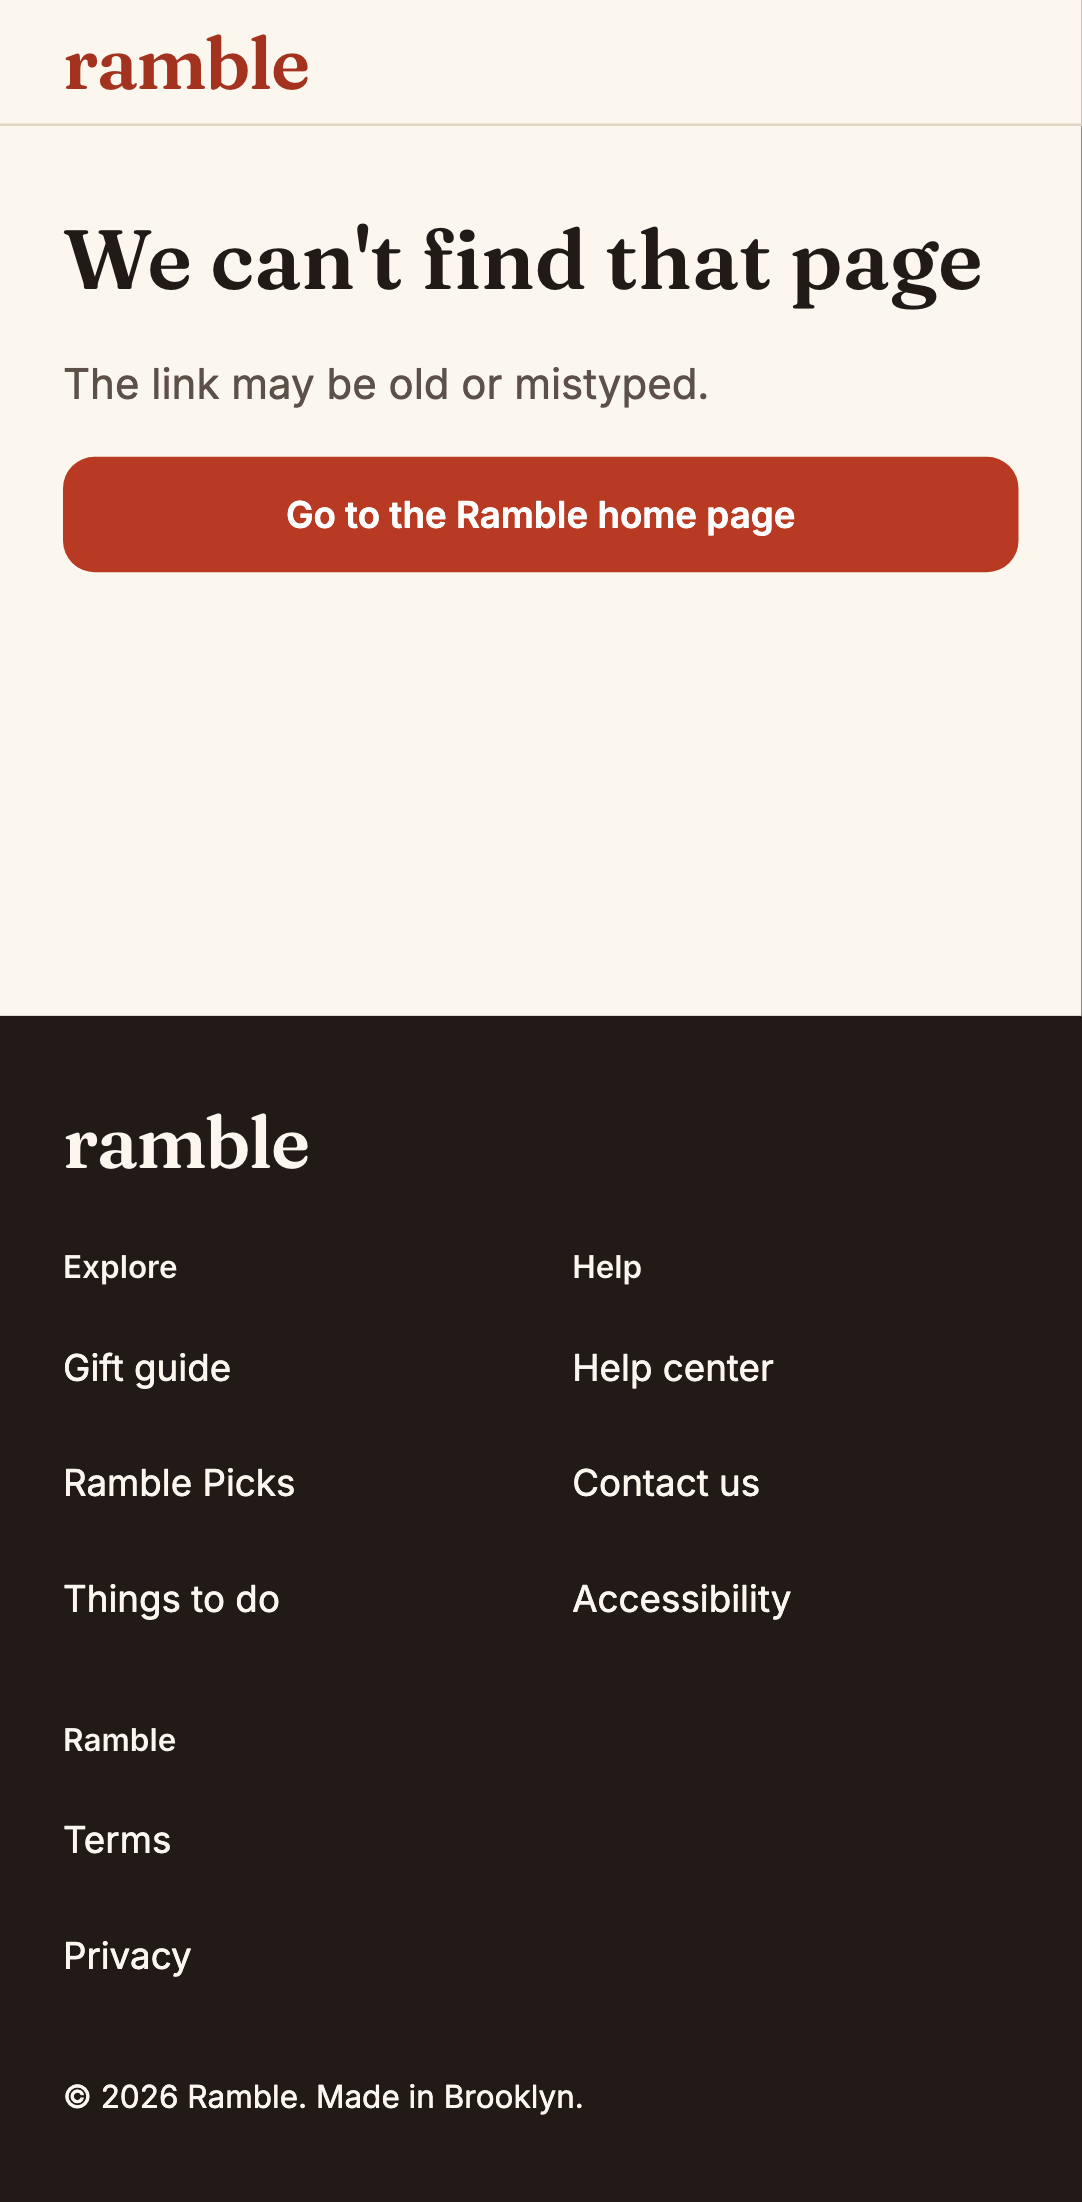 ramble
We can't find that page
The link may be old or mistyped.
Go to the Ramble home page
ramble
Explore
Gift guide
Ramble Picks
Things to do
Help
Help center
Contact us
Accessibility
Ramble
Terms
Privacy
© 2026 Ramble. Made in Brooklyn.